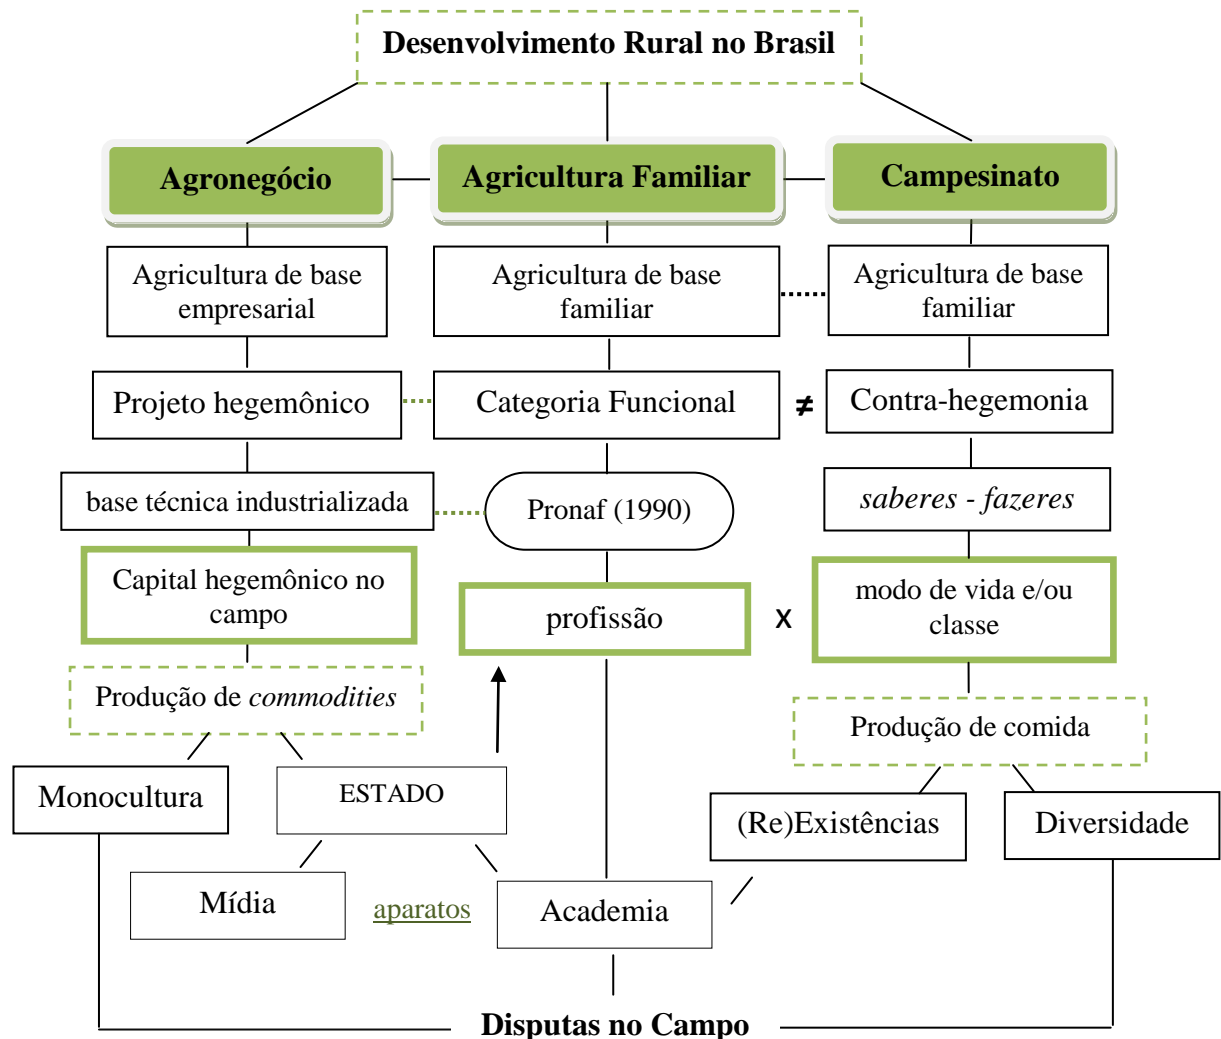 Desenvolvimento Rural no Brasil
Agronegócio
Agricultura Familiar
Campesinato
Agricultura de base
empresarial
Agricultura de base
familiar
Agricultura de base
familiar
Projeto hegemônico
Categoria Funcional
≠
Contra-hegemonia
base técnica industrializada
Pronaf (1990)
saberes - fazeres
Capital hegemônico no
campo
profissão
X
modo de vida e/ou
classe
Produção de commodities
Produção de comida
Monocultura
ESTADO
(Re)Existências
Diversidade
Mídia
aparatos
Academia
Disputas no Campo